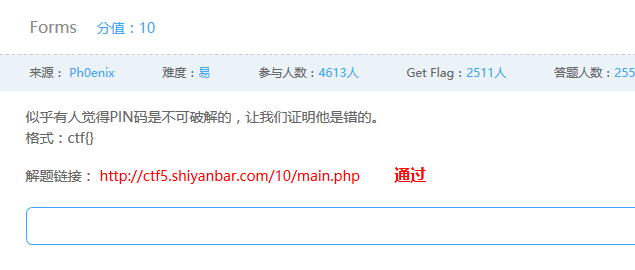 Forms 分值：10
来源： Ph0enix 难度：易 参与人数：4613人 Get Flag：2511人 答题人数：255
似乎有人觉得PIN码是不可破解的，让我们证明他是错的。
格式：ctf{}
解题链接： http://ctf5.shiyanbar.com/10/main.php 通过